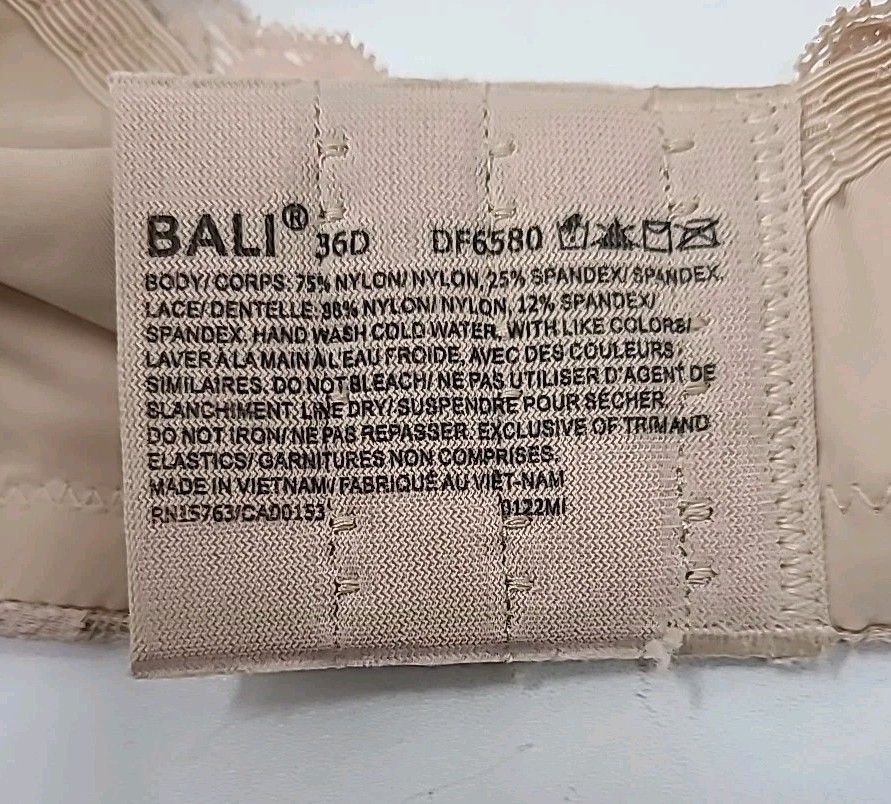 BALI® 36D DF6580
BODY/ CORPS: 75% NYLON/ NYLON, 25% SPANDEX/ SPANDEX.
LACE/ DENTELLE: 88% NYLON/ NYLON, 12% SPANDEX/
SPANDEX. HAND WASH COLD WATER, WITH LIKE COLORS/
LAVER À LA MAIN À L'EAU FROIDE, AVEC DES COULEURS
SIMILAIRES. DO NOT BLEACH/ NE PAS UTILISER D'AGENT DE
BLANCHIMENT. LINE DRY/ SUSPENDRE POUR SÉCHER.
DO NOT IRON/ NE PAS REPASSER. EXCLUSIVE OF TRIM AND
ELASTICS/ GARNITURES NON COMPRISES.
MADE IN VIETNAM/ FABRIQUÉ AU VIÊT-NAM
RN15763/CA00153 0122MI